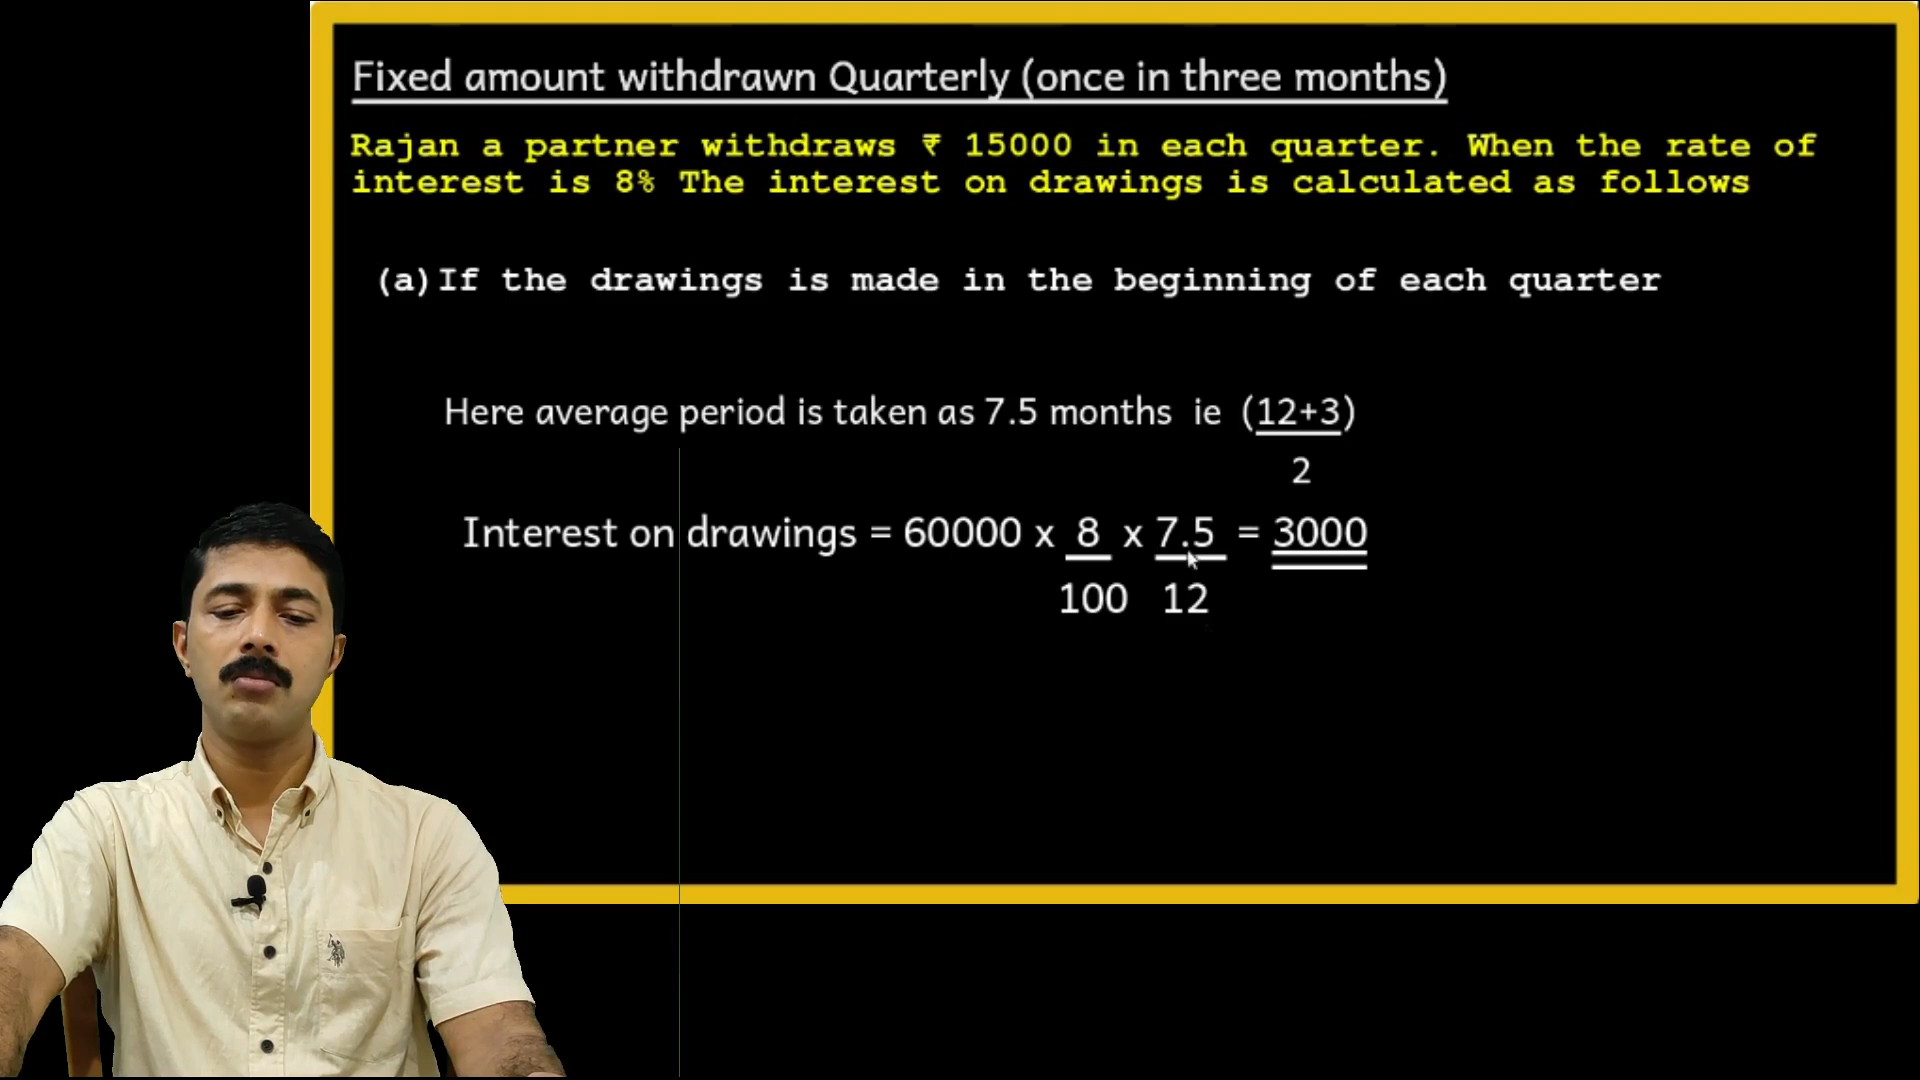 Fixed amount withdrawn Quarterly (once in three months)
Rajan a partner withdraws ₹ 15000 in each quarter. When the rate of
interest is 8% The interest on drawings is calculated as follows
(a) If the drawings is made in the beginning of each quarter
Here average period is taken as 7.5 months ie (12+3)
2
Interest on drawings = 60000 x 8 x 7.5 = 3000
100 12